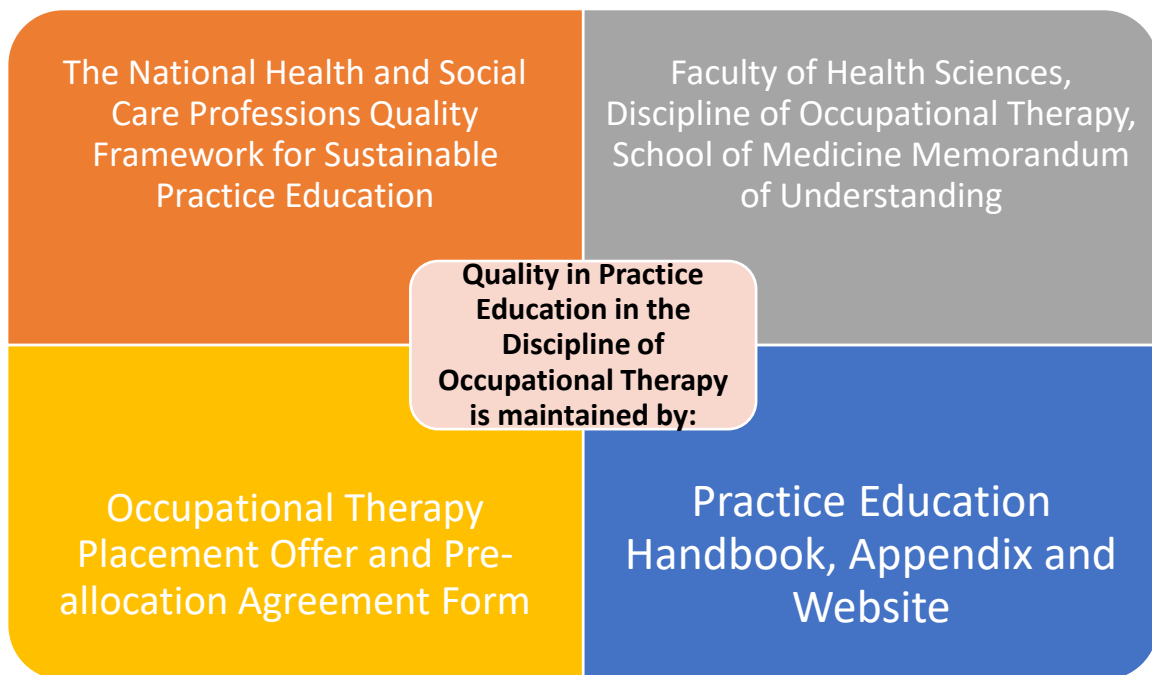 The National Health and Social
Care Professions Quality
Framework for Sustainable
Practice Education
Faculty of Health Sciences,
Discipline of Occupational Therapy,
School of Medicine Memorandum
of Understanding
Quality in Practice
Education in the
Discipline of
Occupational Therapy
is maintained by:
Occupational Therapy
Placement Offer and Pre-
allocation Agreement Form
Practice Education
Handbook, Appendix and
Website